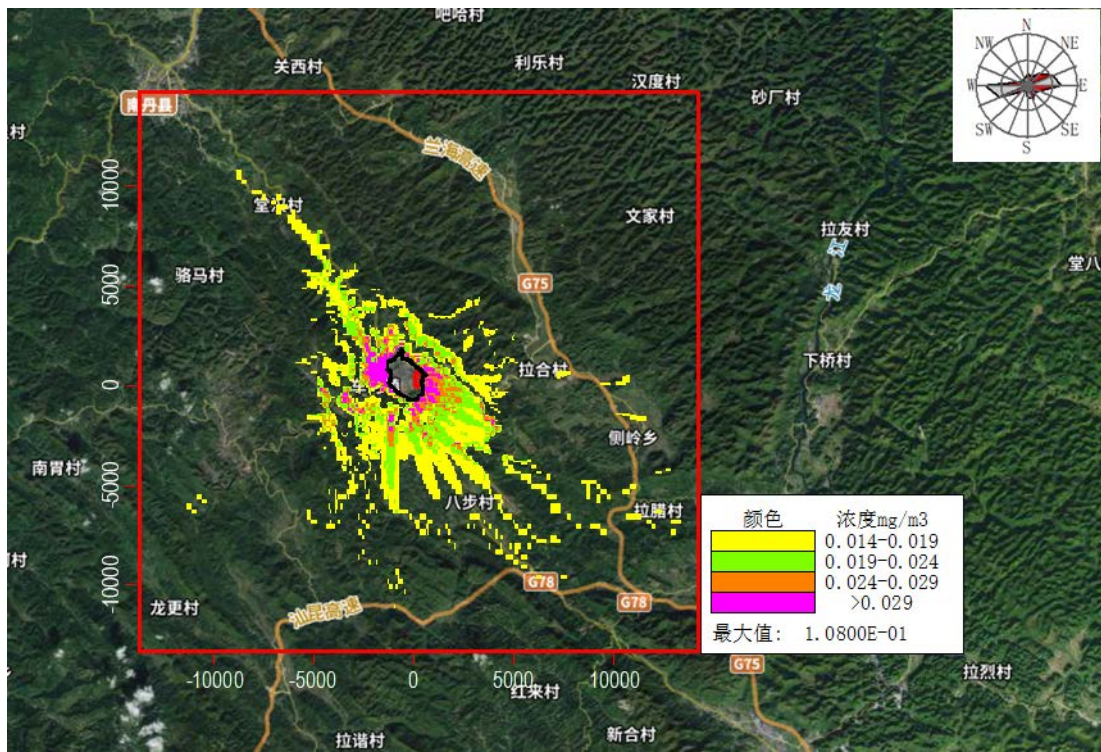 吧哈村
关西村
利乐村
汉度村
砂厂村
南丹县
兰海高速
堂汉村
文家村
拉友村
龙江
堂八
骆马村
G75
下桥村
拉合村
车
侧岭乡
南胃村
八步村
拉腊村
G78
G78
龙更村
汕昆高速
G75
拉烈村
红来村
拉谐村
新合村
N
NW
NE
W
E
SW
SE
S
10000
5000
0
-5000
-10000
-10000
-5000
0
5000
10000
颜色 浓度mg/m3
0.014-0.019
0.019-0.024
0.024-0.029
>0.029
最大值: 1.0800E-01